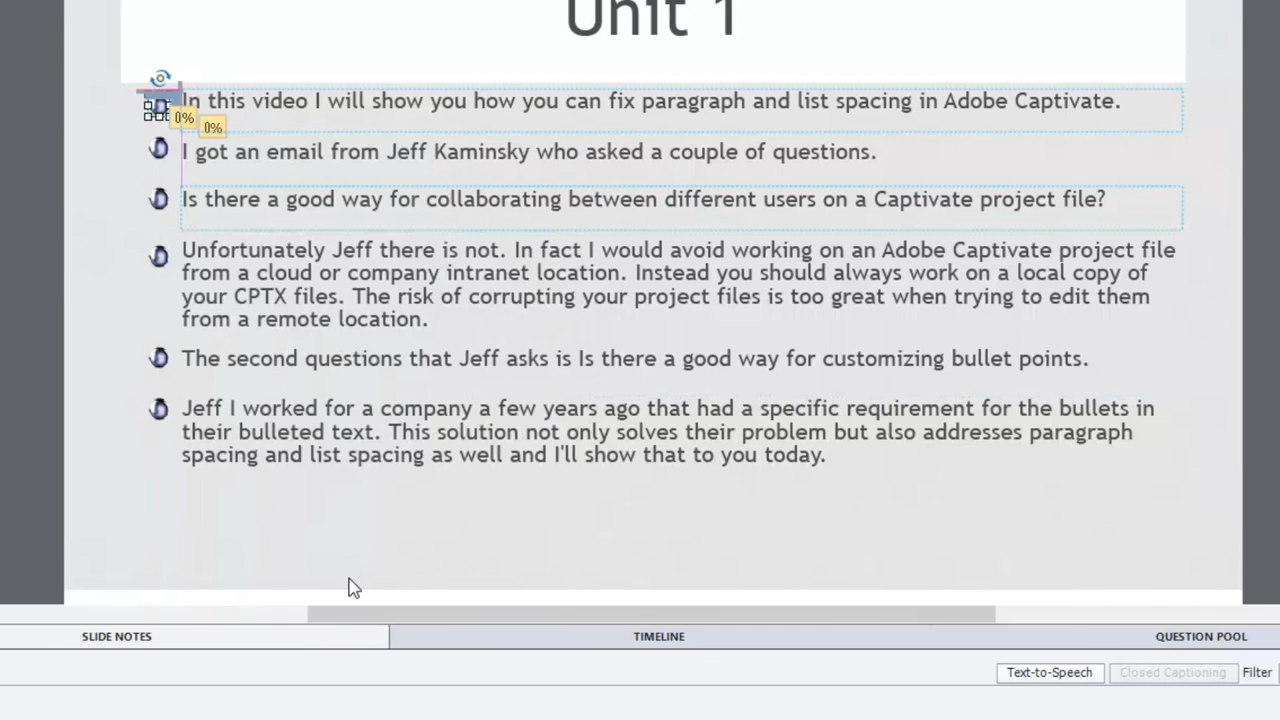 Unit 1
In this video I will show you how you can fix paragraph and list spacing in Adobe Captivate.
0%
0%
I got an email from Jeff Kaminsky who asked a couple of questions.
Is there a good way for collaborating between different users on a Captivate project file?
Unfortunately Jeff there is not. In fact I would avoid working on an Adobe Captivate project file
from a cloud or company intranet location. Instead you should always work on a local copy of
your CPTX files. The risk of corrupting your project files is too great when trying to edit them
from a remote location.
The second questions that Jeff asks is Is there a good way for customizing bullet points.
Jeff I worked for a company a few years ago that had a specific requirement for the bullets in
their bulleted text. This solution not only solves their problem but also addresses paragraph
spacing and list spacing as well and I'll show that to you today.
SLIDE NOTES TIMELINE QUESTION POOL
Text-to-Speech Closed Captioning Filter